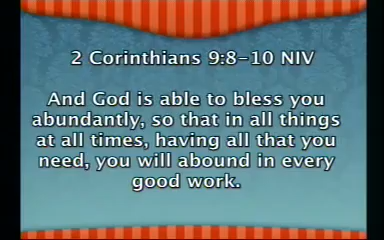 2 Corinthians 9:8-10 NIV
And God is able to bless you
abundantly, so that in all things
at all times, having all that you
need, you will abound in every
good work.